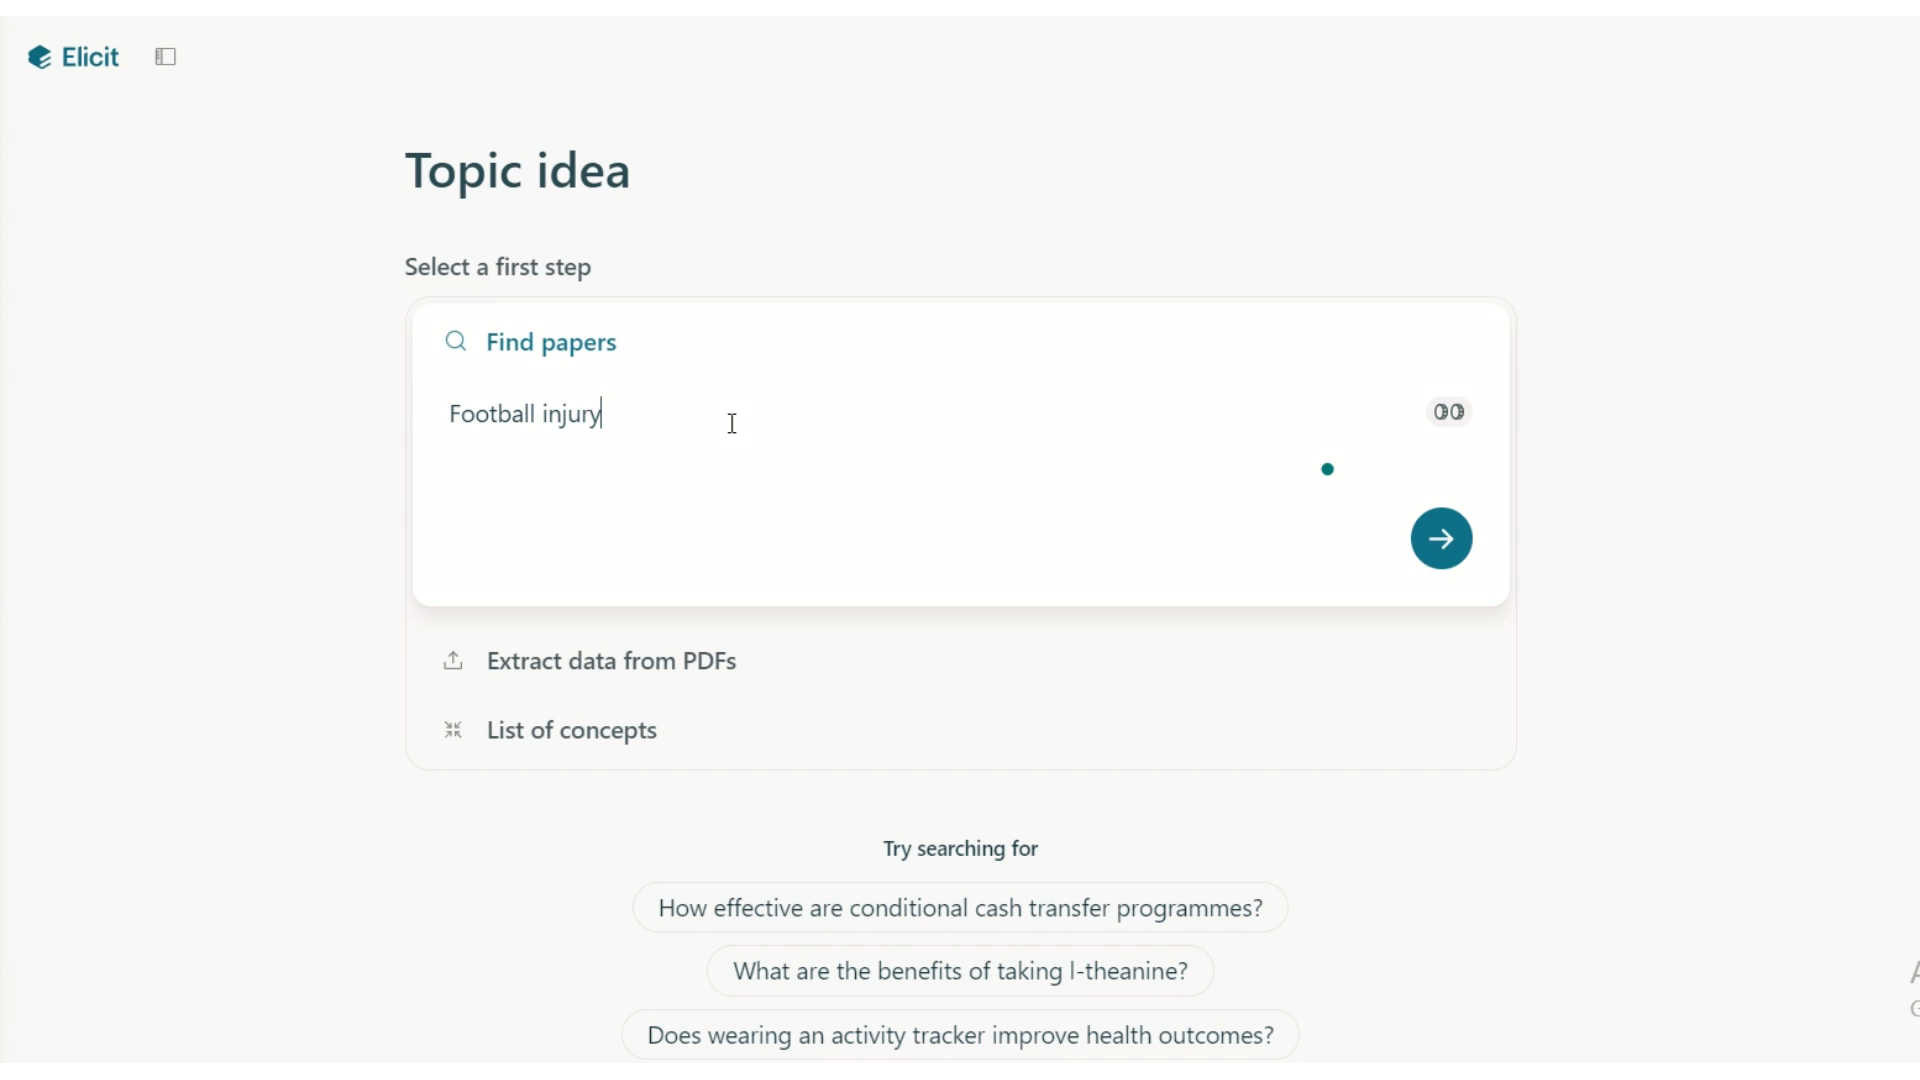 Elicit
Topic idea
Select a first step
Find papers
Football injury
Extract data from PDFs
List of concepts
Try searching for
How effective are conditional cash transfer programmes?
What are the benefits of taking l-theanine?
Does wearing an activity tracker improve health outcomes?